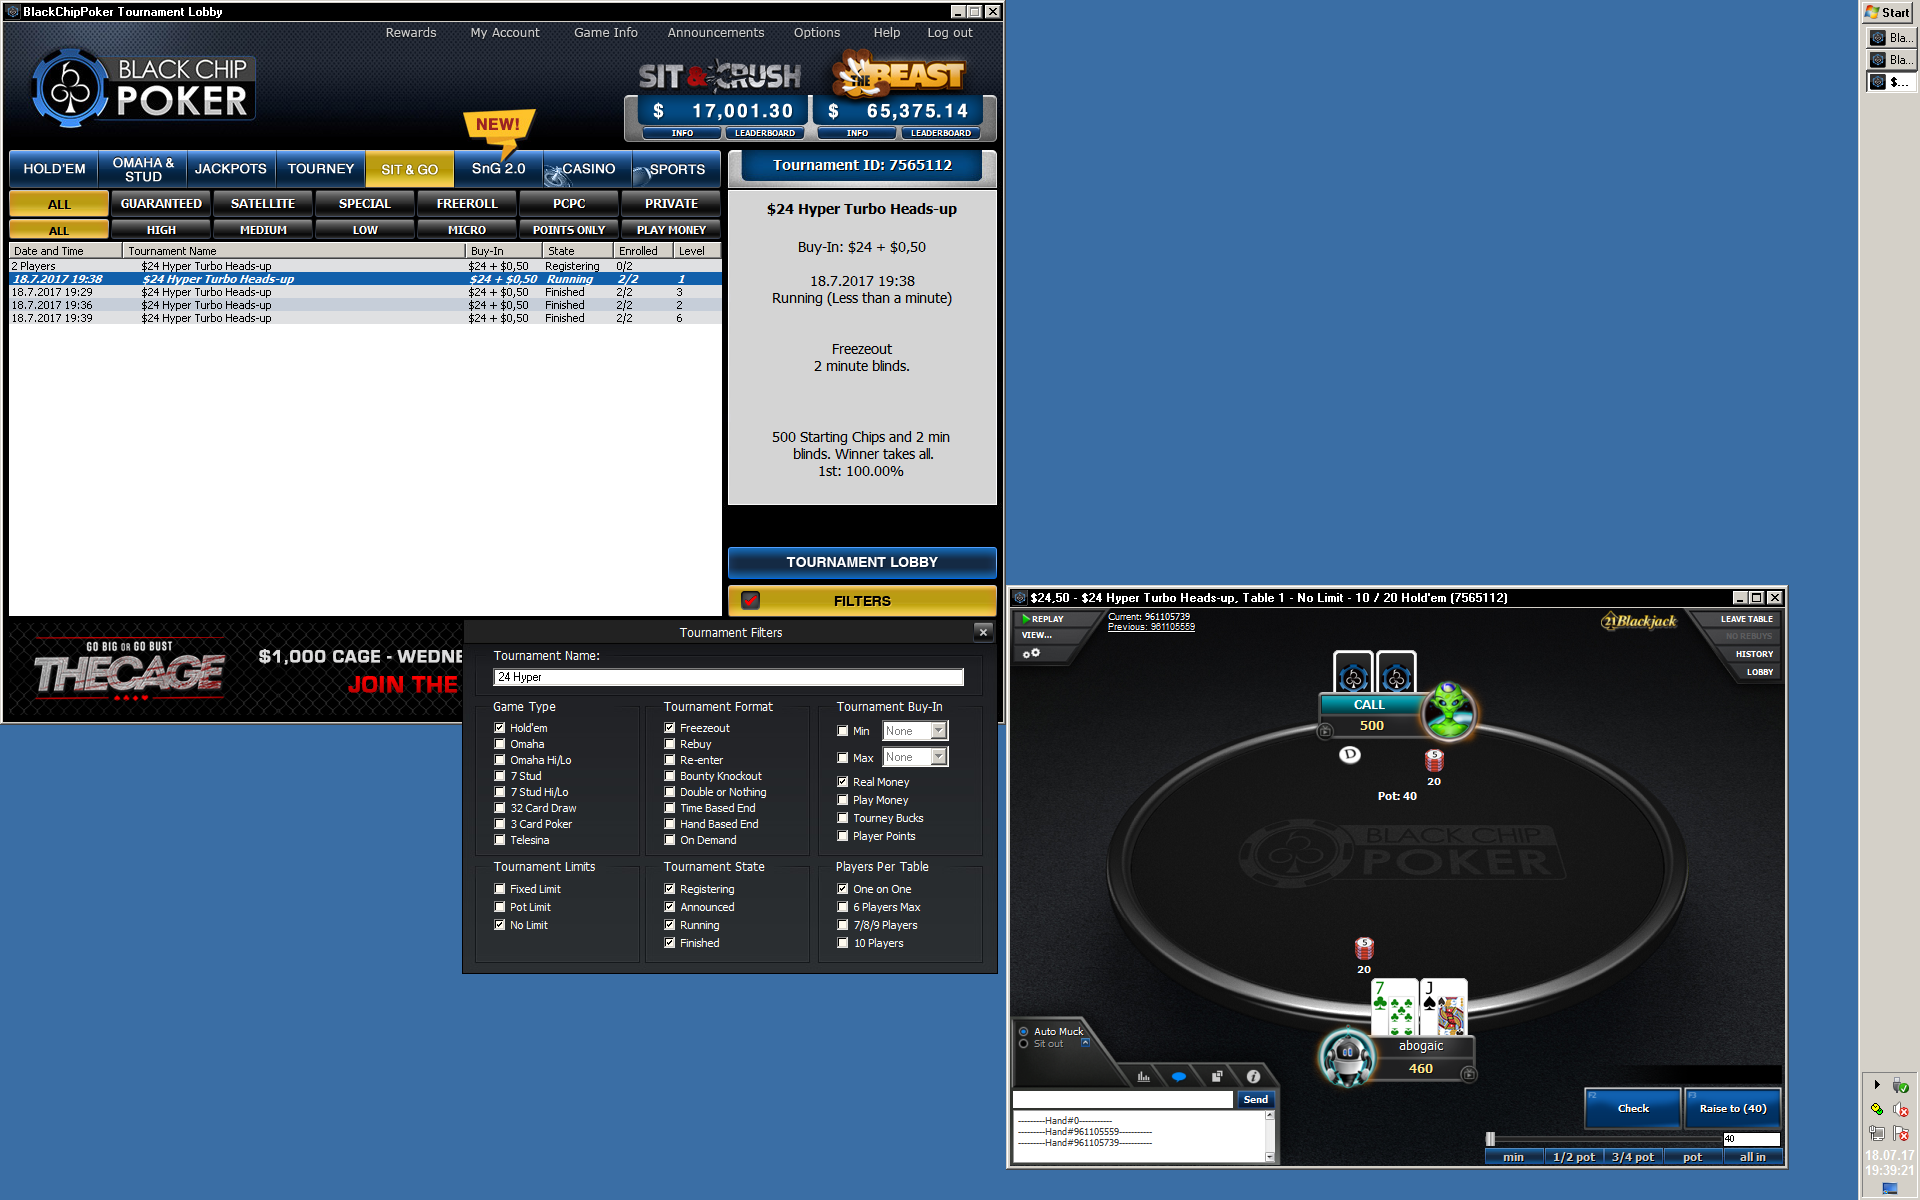 BlackChipPoker Tournament Lobby
Rewards My Account Game Info Announcements Options Help Log out
BLACK CHIP
POKER
SIT & CRUSH
THE BEAST
$ 17,001.30 $ 65,375.14
INFO LEADERBOARD INFO LEADERBOARD
NEW!
HOLD'EM OMAHA & STUD JACKPOTS TOURNEY SIT & GO SnG 2.0 CASINO SPORTS
ALL GUARANTEED SATELLITE SPECIAL FREEROLL PCPC PRIVATE
ALL HIGH MEDIUM LOW MICRO POINTS ONLY PLAY MONEY
Date and Time Tournament Name Buy-In State Enrolled Level
2 Players $24 Hyper Turbo Heads-up $24 + $0,50 Registering 0/2
18.7.2017 19:38 $24 Hyper Turbo Heads-up $24 + $0,50 Running 2/2 1
18.7.2017 19:29 $24 Hyper Turbo Heads-up $24 + $0,50 Finished 2/2 3
18.7.2017 19:36 $24 Hyper Turbo Heads-up $24 + $0,50 Finished 2/2 2
18.7.2017 19:39 $24 Hyper Turbo Heads-up $24 + $0,50 Finished 2/2 6
Tournament ID: 7565112
$24 Hyper Turbo Heads-up
Buy-In: $24 + $0,50
18.7.2017 19:38
Running (Less than a minute)
Freezeout
2 minute blinds.
500 Starting Chips and 2 min
blinds. Winner takes all.
1st: 100.00%
TOURNAMENT LOBBY
FILTERS
GO BIG OR GO BUST
THE CAGE
$1,000 CAGE - WEDNE
JOIN THE
Tournament Filters
Tournament Name:
24 Hyper
Game Type
Hold'em
Omaha
Omaha Hi/Lo
7 Stud
7 Stud Hi/Lo
32 Card Draw
3 Card Poker
Telesina
Tournament Format
Freezeout
Rebuy
Re-enter
Bounty Knockout
Double or Nothing
Time Based End
Hand Based End
On Demand
Tournament Buy-In
Min None
Max None
Real Money
Play Money
Tourney Bucks
Player Points
Tournament Limits
Fixed Limit
Pot Limit
No Limit
Tournament State
Registering
Announced
Running
Finished
Players Per Table
One on One
6 Players Max
7/8/9 Players
10 Players
$24,50 - $24 Hyper Turbo Heads-up, Table 1 - No Limit - 10 / 20 Hold'em (7565112)
REPLAY
VIEW...
Current: 961105739
Previous: 961105559
21 Blackjack
LEAVE TABLE
NO REBUYS
HISTORY
LOBBY
CALL
500
D
5
20
Pot: 40
BLACK CHIP
POKER
5
20
7 J
abogaic
460
Auto Muck
Sit out
Send
---------Hand#0-----------
---------Hand#961105559-----------
---------Hand#961105739-----------
F2 Check
F3 Raise to (40)
40
min 1/2 pot 3/4 pot pot all in
Start
Bla...
Bla...
$...
18.07.17
19:39:21